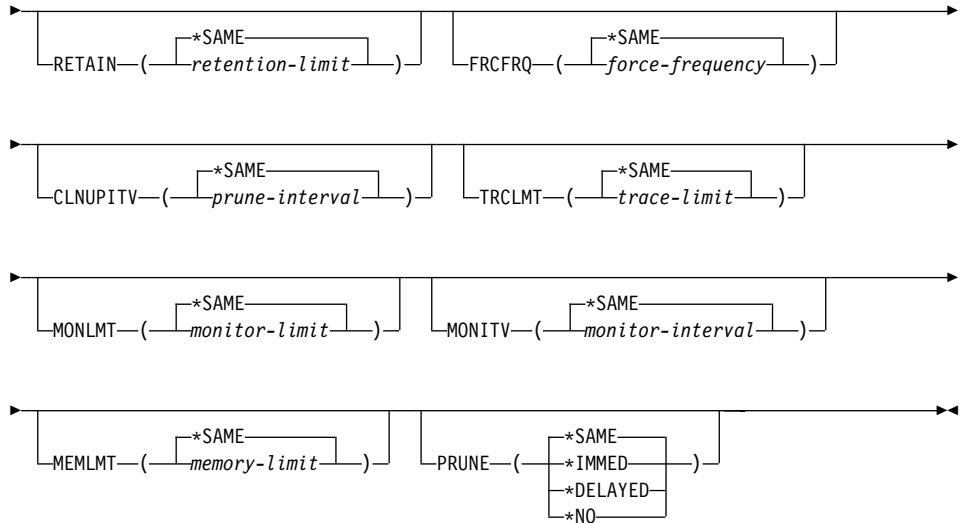 *SAME *SAME
RETAIN ( retention-limit ) FRCFRQ ( force-frequency )
*SAME *SAME
CLNUPITV ( prune-interval ) TRCLMT ( trace-limit )
*SAME *SAME
MONLMT ( monitor-limit ) MONITV ( monitor-interval )
*SAME *SAME
MEMLMT ( memory-limit ) PRUNE ( *IMMED )
*DELAYED
*NO